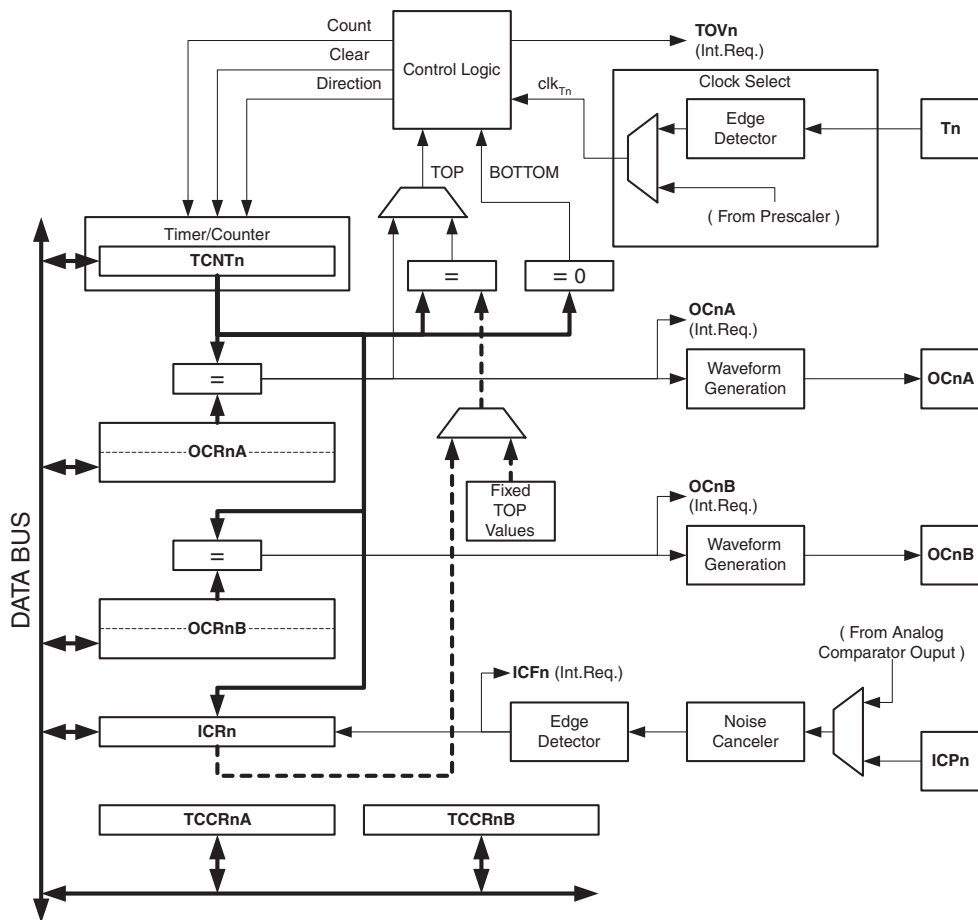 Count
Clear
Direction
Control Logic
TOVn
(Int.Req.)
clkTn
Clock Select
Edge
Detector
Tn
( From Prescaler )
TOP
BOTTOM
Timer/Counter
TCNTn
=
= 0
OCnA
(Int.Req.)
=
Waveform
Generation
OCnA
OCRnA
Fixed
TOP
Values
OCnB
(Int.Req.)
=
Waveform
Generation
OCnB
OCRnB
DATA BUS
( From Analog
Comparator Ouput )
ICFn (Int.Req.)
ICRn
Edge
Detector
Noise
Canceler
ICPn
TCCRnA
TCCRnB